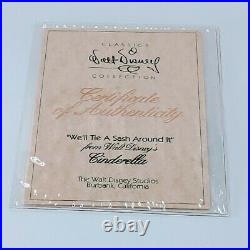 CLASSICS
Walt Disney
COLLECTION
Certificate
of Authenticity
"We'll Tie A Sash Around It"
from Walt Disney's
Cinderella
The Walt Disney Studios
Burbank, California